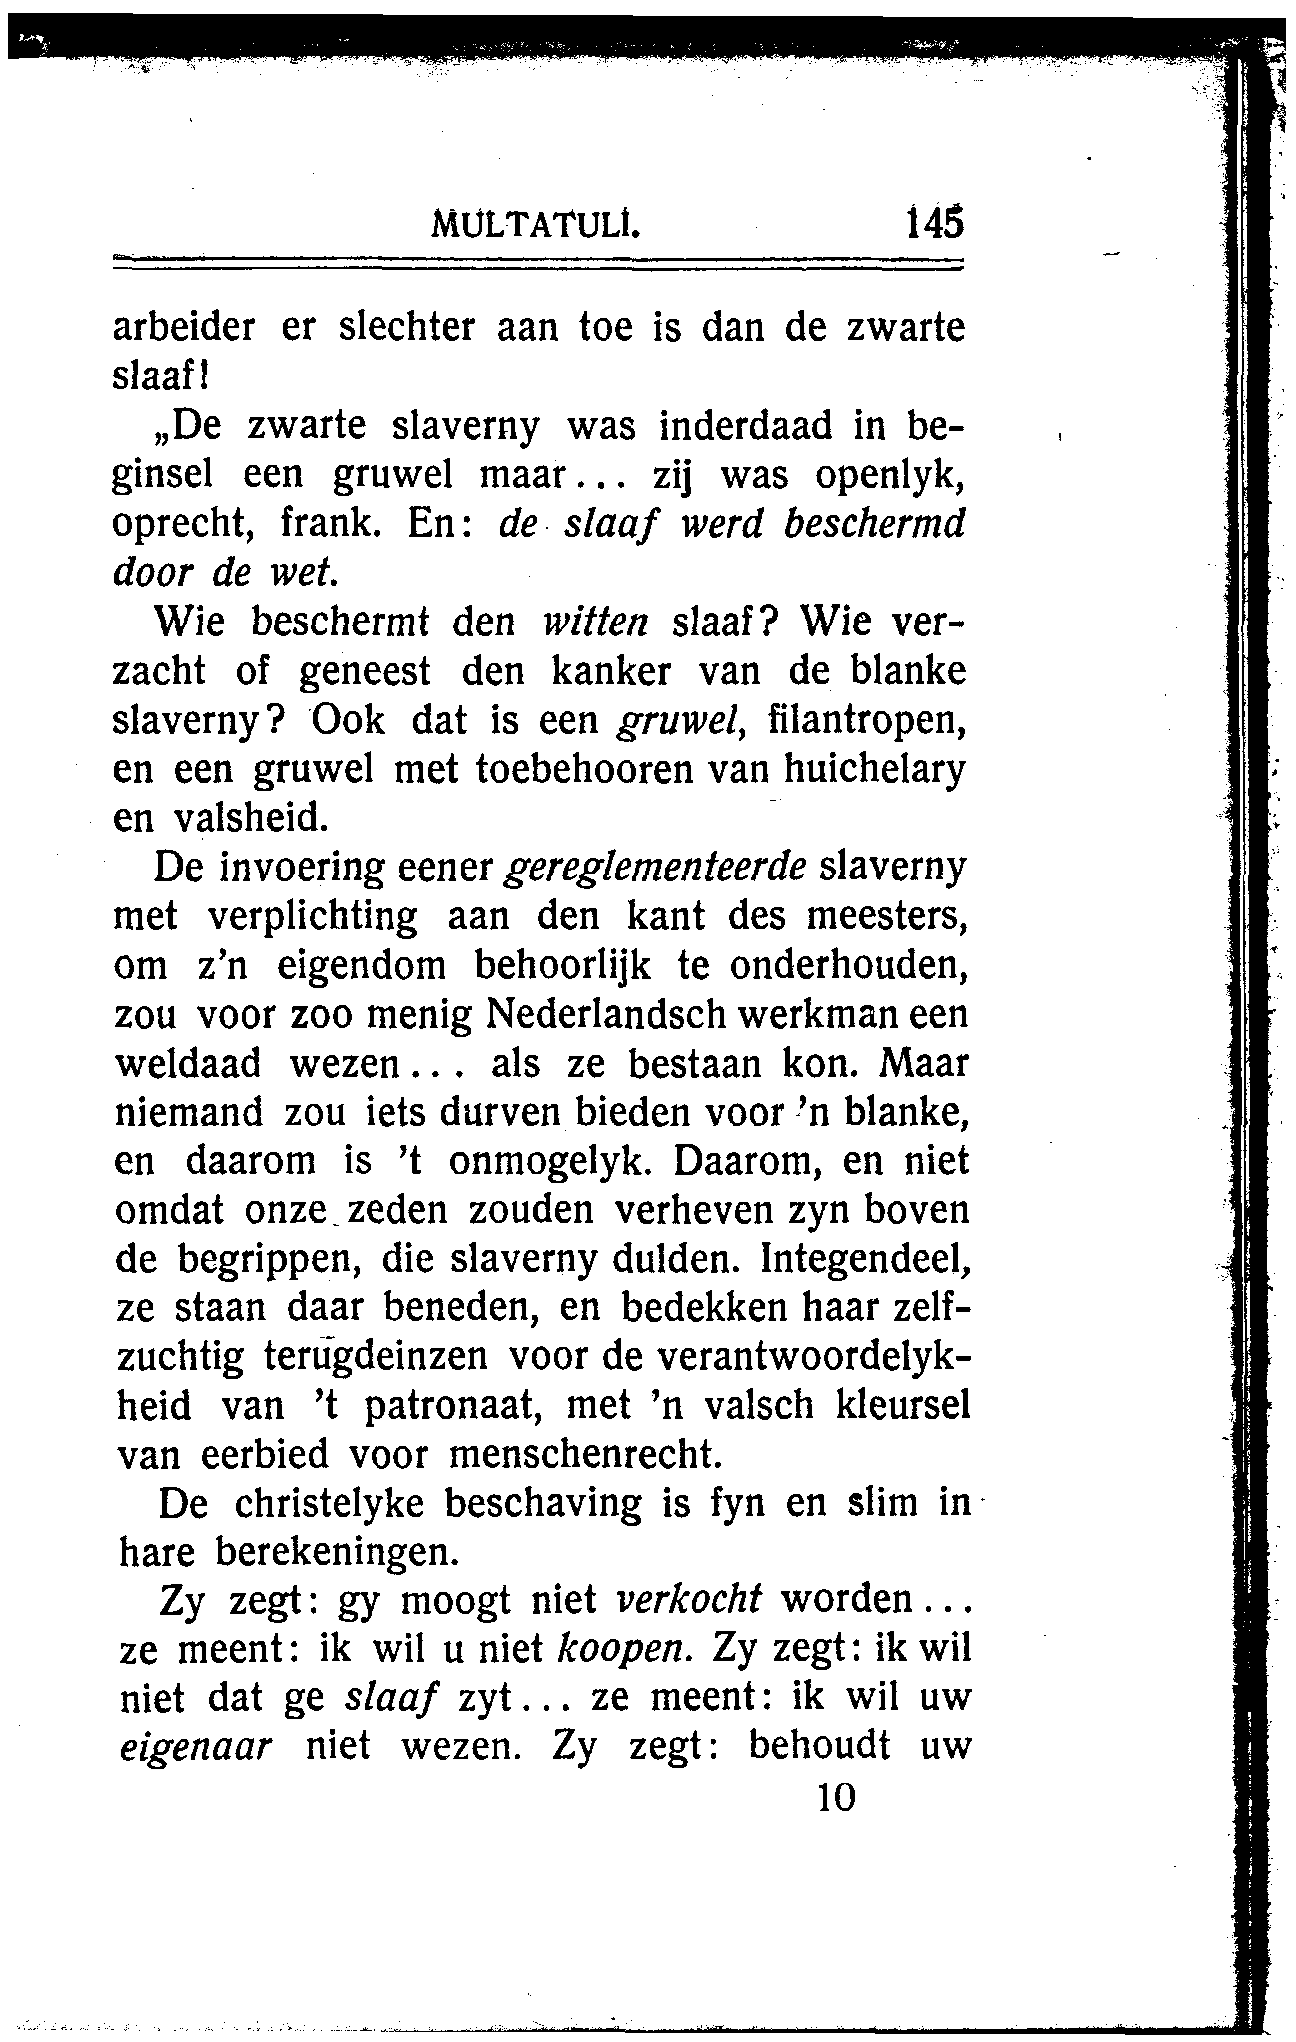 MULTATULI. 145
arbeider er slechter aan toe is dan de zwarte
slaaf!
„De zwarte slaverny was inderdaad in be-
ginsel een gruwel maar... zij was openlyk,
oprecht, frank. En: de slaaf werd beschermd
door de wet.
Wie beschermt den witten slaaf? Wie ver-
zacht of geneest den kanker van de blanke
slaverny? Ook dat is een gruwel, filantropen,
en een gruwel met toebehooren van huichelary
en valsheid.
De invoering eener gereglementeerde slaverny
met verplichting aan den kant des meesters,
om z'n eigendom behoorlijk te onderhouden,
zou voor zoo menig Nederlandsch werkman een
weldaad wezen... als ze bestaan kon. Maar
niemand zou iets durven bieden voor 'n blanke,
en daarom is 't onmogelyk. Daarom, en niet
omdat onze zeden zouden verheven zyn boven
de begrippen, die slaverny dulden. Integendeel,
ze staan daar beneden, en bedekken haar zelf-
zuchtig terugdeinzen voor de verantwoordelyk-
heid van 't patronaat, met 'n valsch kleursel
van eerbied voor menschenrecht.
De christelyke beschaving is fyn en slim in
hare berekeningen.
Zy zegt: gy moogt niet verkocht worden...
ze meent: ik wil u niet koopen. Zy zegt: ik wil
niet dat ge slaaf zyt... ze meent: ik wil uw
eigenaar niet wezen. Zy zegt: behoudt uw
10